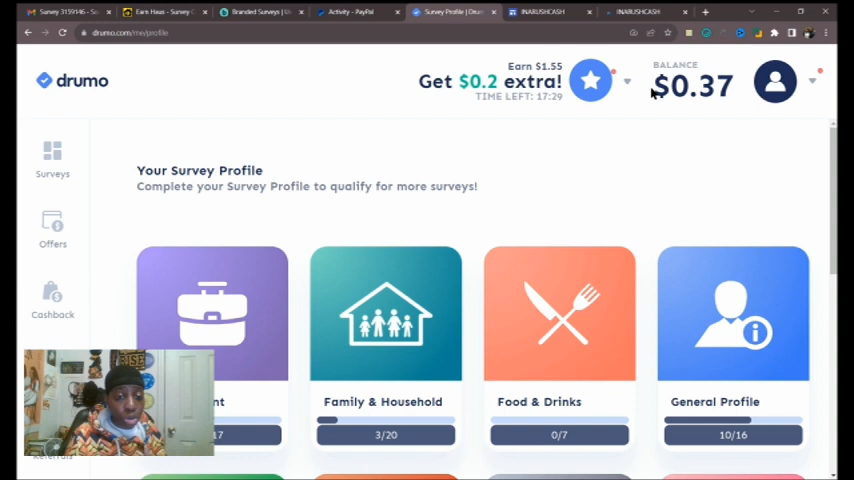 Survey 3159146 - Sa
Earn Haus - Survey C
Branded Surveys | M
Activity - PayPal
Survey Profile | Dru
INARUSHCASH
INARUSHCASH
drumo.com/me/profile
drumo
Earn $1.55
Get $0.2 extra!
TIME LEFT: 17:29
BALANCE
$0.37
Surveys
Offers
Cashback
Referrals
Your Survey Profile
Complete your Survey Profile to qualify for more surveys!
nt
17
Family & Household
3/20
Food & Drinks
0/7
General Profile
10/16